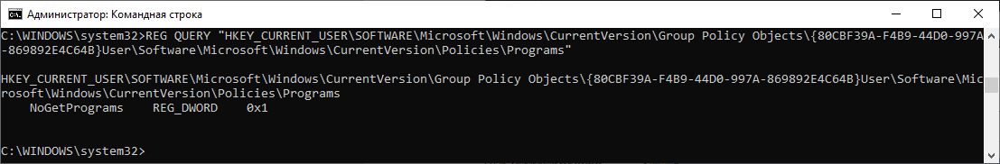 Администратор: Командная строка
C:\WINDOWS\system32>REG QUERY "HKEY_CURRENT_USER\SOFTWARE\Microsoft\Windows\CurrentVersion\Group Policy Objects\{80CBF39A-F4B9-44D0-997A
-869892E4C64B}User\Software\Microsoft\Windows\CurrentVersion\Policies\Programs"
HKEY_CURRENT_USER\SOFTWARE\Microsoft\Windows\CurrentVersion\Group Policy Objects\{80CBF39A-F4B9-44D0-997A-869892E4C64B}User\Software\Mic
rosoft\Windows\CurrentVersion\Policies\Programs
    NoGetPrograms    REG_DWORD    0x1
C:\WINDOWS\system32>